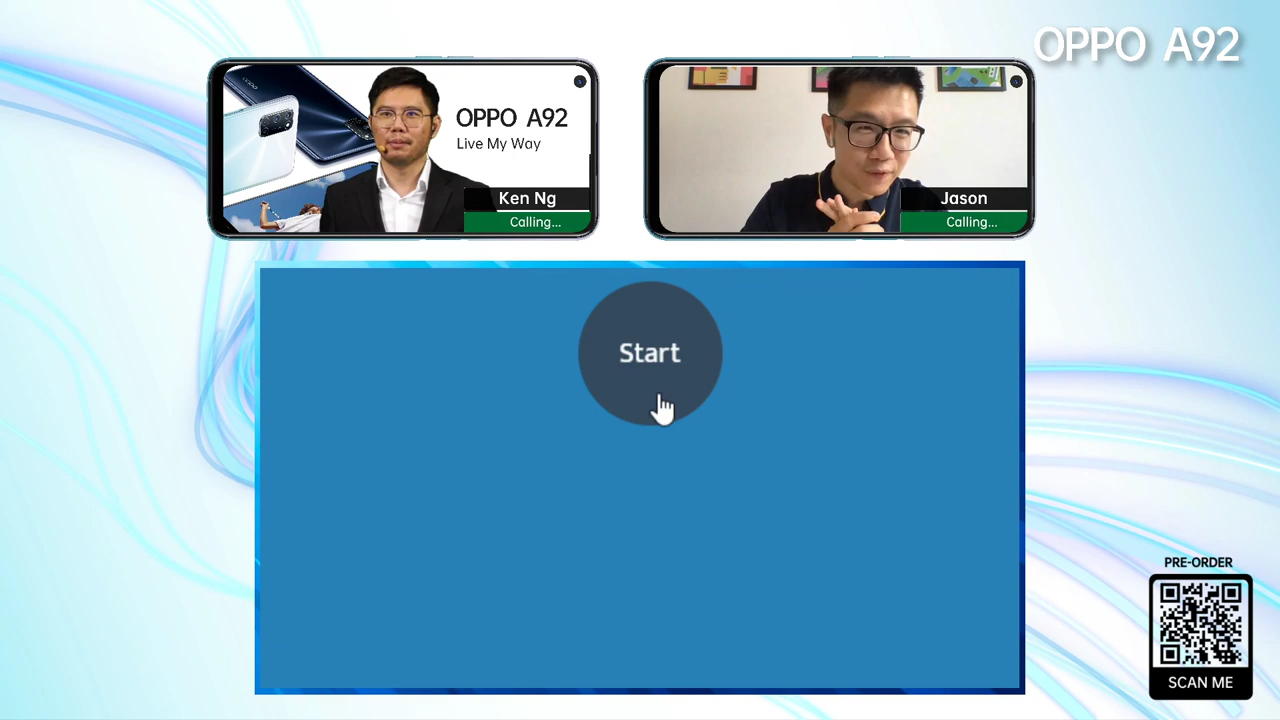 OPPO A92
OPPO A92
Live My Way
Ken Ng
Calling...
Jason
Calling...
Start
PRE-ORDER
SCAN ME